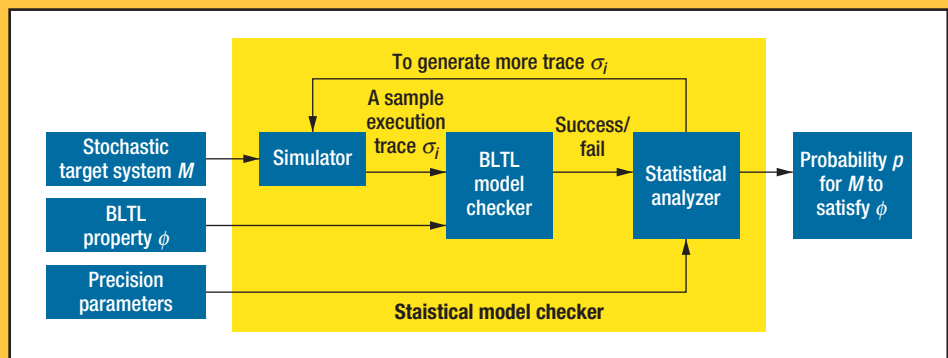 To generate more trace σi
A sample
execution
trace σi
Success/
fail
Stochastic
target system M
Simulator
BLTL
model
checker
Statistical
analyzer
Probability p
for M to
satisfy ϕ
BLTL
property ϕ
Precision
parameters
Staistical model checker